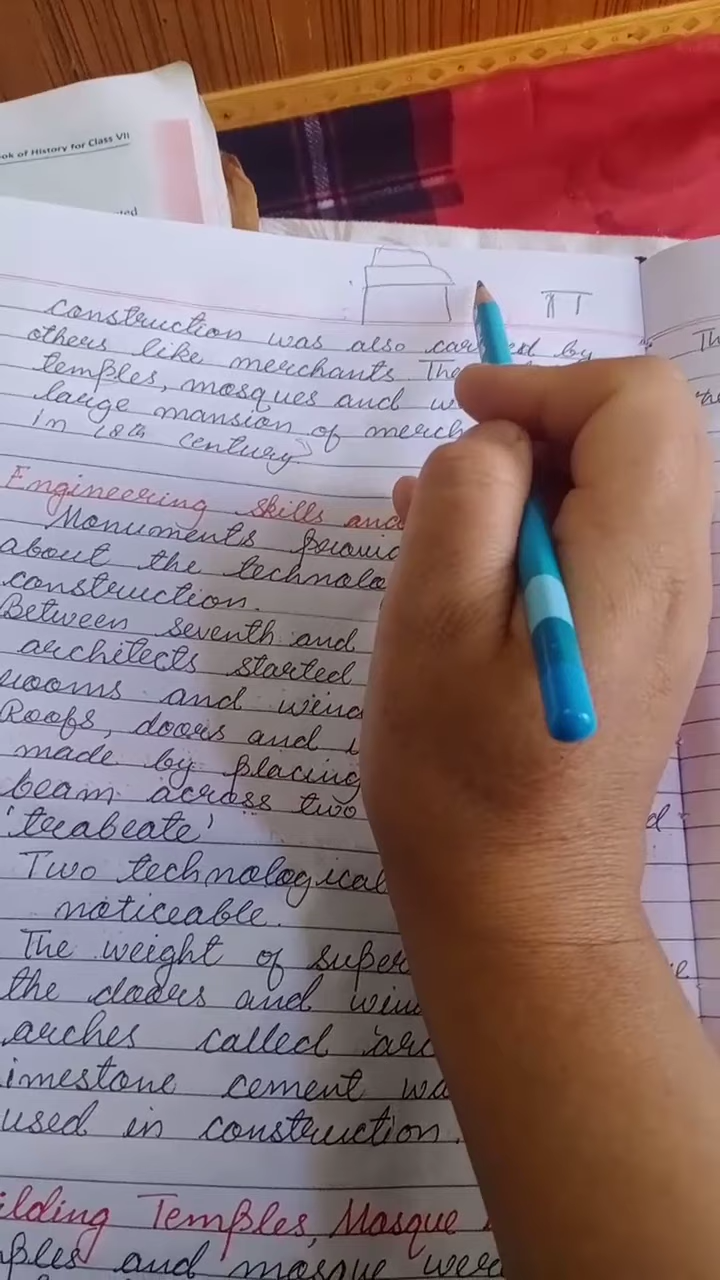 ok of History for Class VII
construction was also carried by
others like merchants. The
temples, mosques and w
large mansion of merch
in 18th century
Engineering skills and
Monuments provid
about the technolo
construction.
Between seventh and
architects started
rooms and wind
Roofs, doors and
made by placing
beam across two
'trabeate'
Two technological
noticeable.
The weight of super
the doors and win
arches called 'arc
imestone cement wa
used in construction.
ilding Temples, Mosque
ples and mosque were